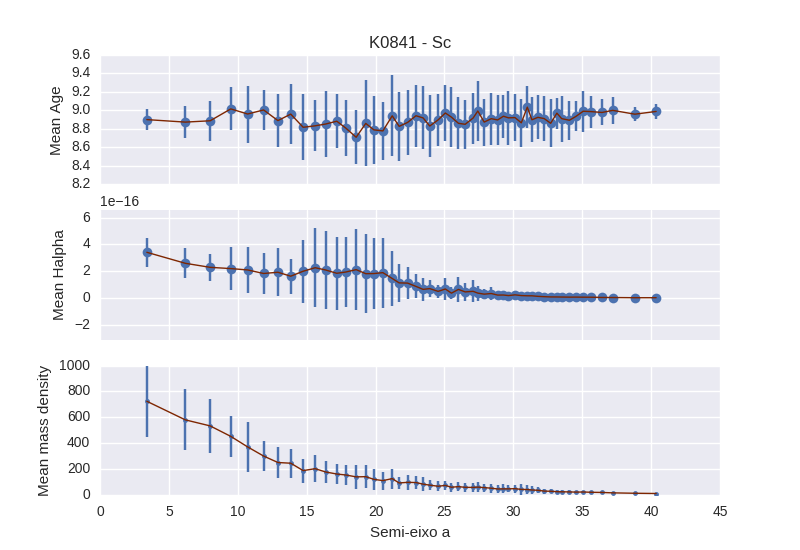 K0841 - Sc
Mean Age
9.6
9.4
9.2
9.0
8.8
8.6
8.4
8.2
1e−16
Mean Halpha
6
4
2
0
−2
Mean mass density
1000
800
600
400
200
0
0 5 10 15 20 25 30 35 40 45
Semi-eixo a